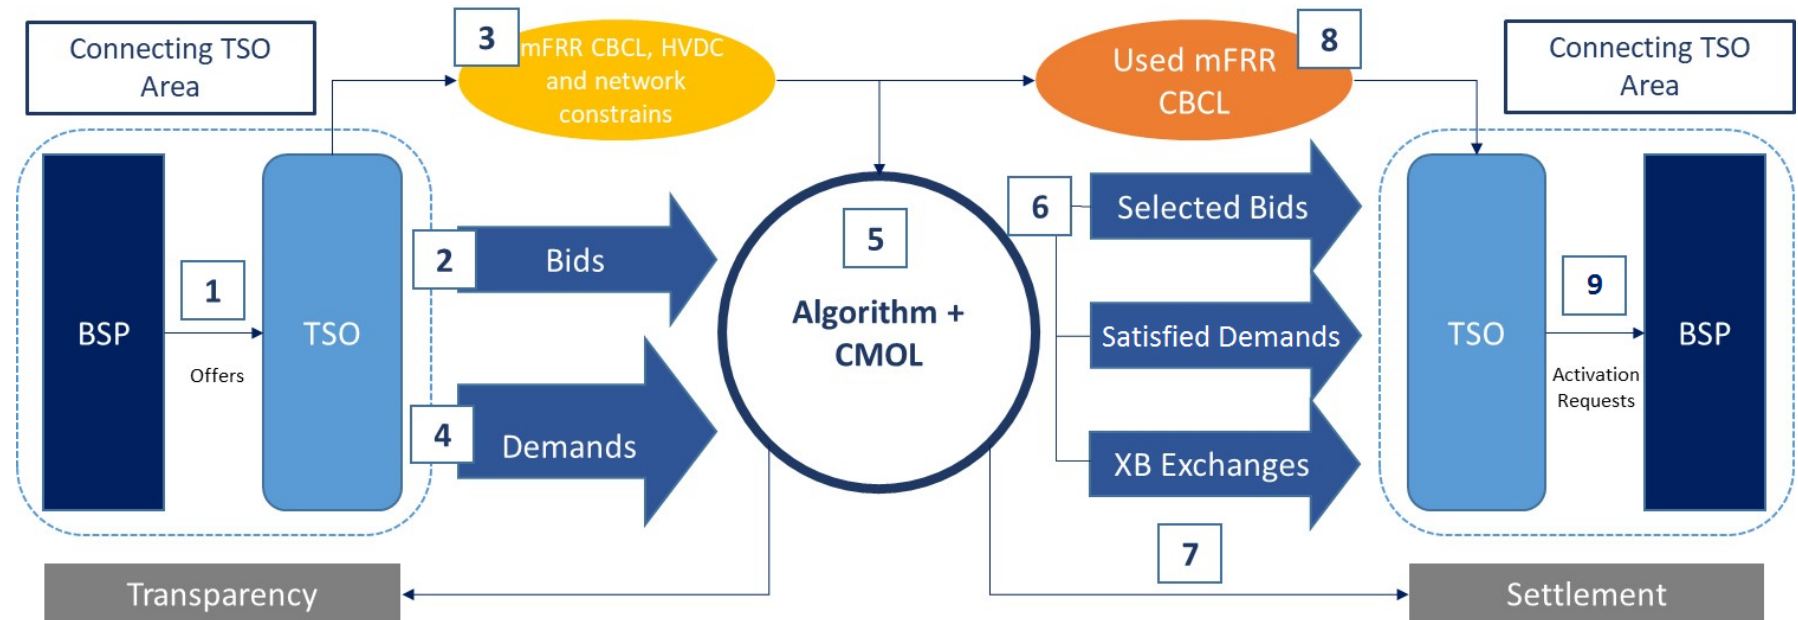 Connecting TSO
Area
3
mFRR CBCL, HVDC
and network
constrains
Used mFRR
CBCL
8
Connecting TSO
Area
BSP
1
Offers
TSO
2
Bids
4
Demands
5
Algorithm +
CMOL
6
Selected Bids
Satisfied Demands
XB Exchanges
7
TSO
9
Activation
Requests
BSP
Transparency
Settlement